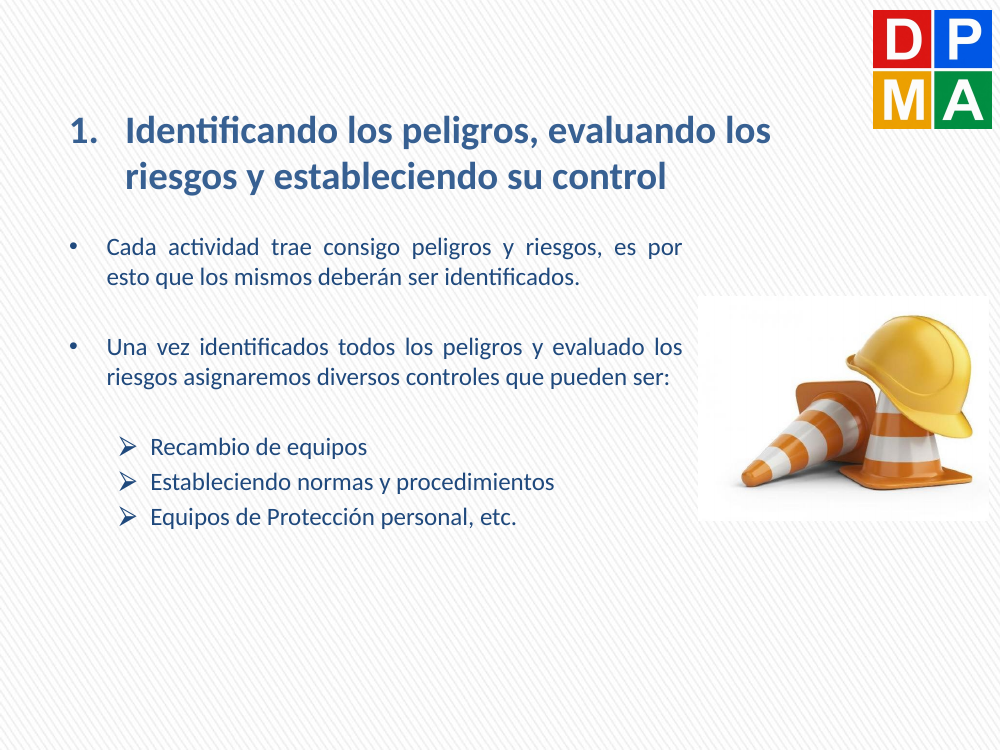 D P
M A
1. Identificando los peligros, evaluando los
riesgos y estableciendo su control
• Cada actividad trae consigo peligros y riesgos, es por
esto que los mismos deberán ser identificados.
• Una vez identificados todos los peligros y evaluado los
riesgos asignaremos diversos controles que pueden ser:
➢ Recambio de equipos
➢ Estableciendo normas y procedimientos
➢ Equipos de Protección personal, etc.